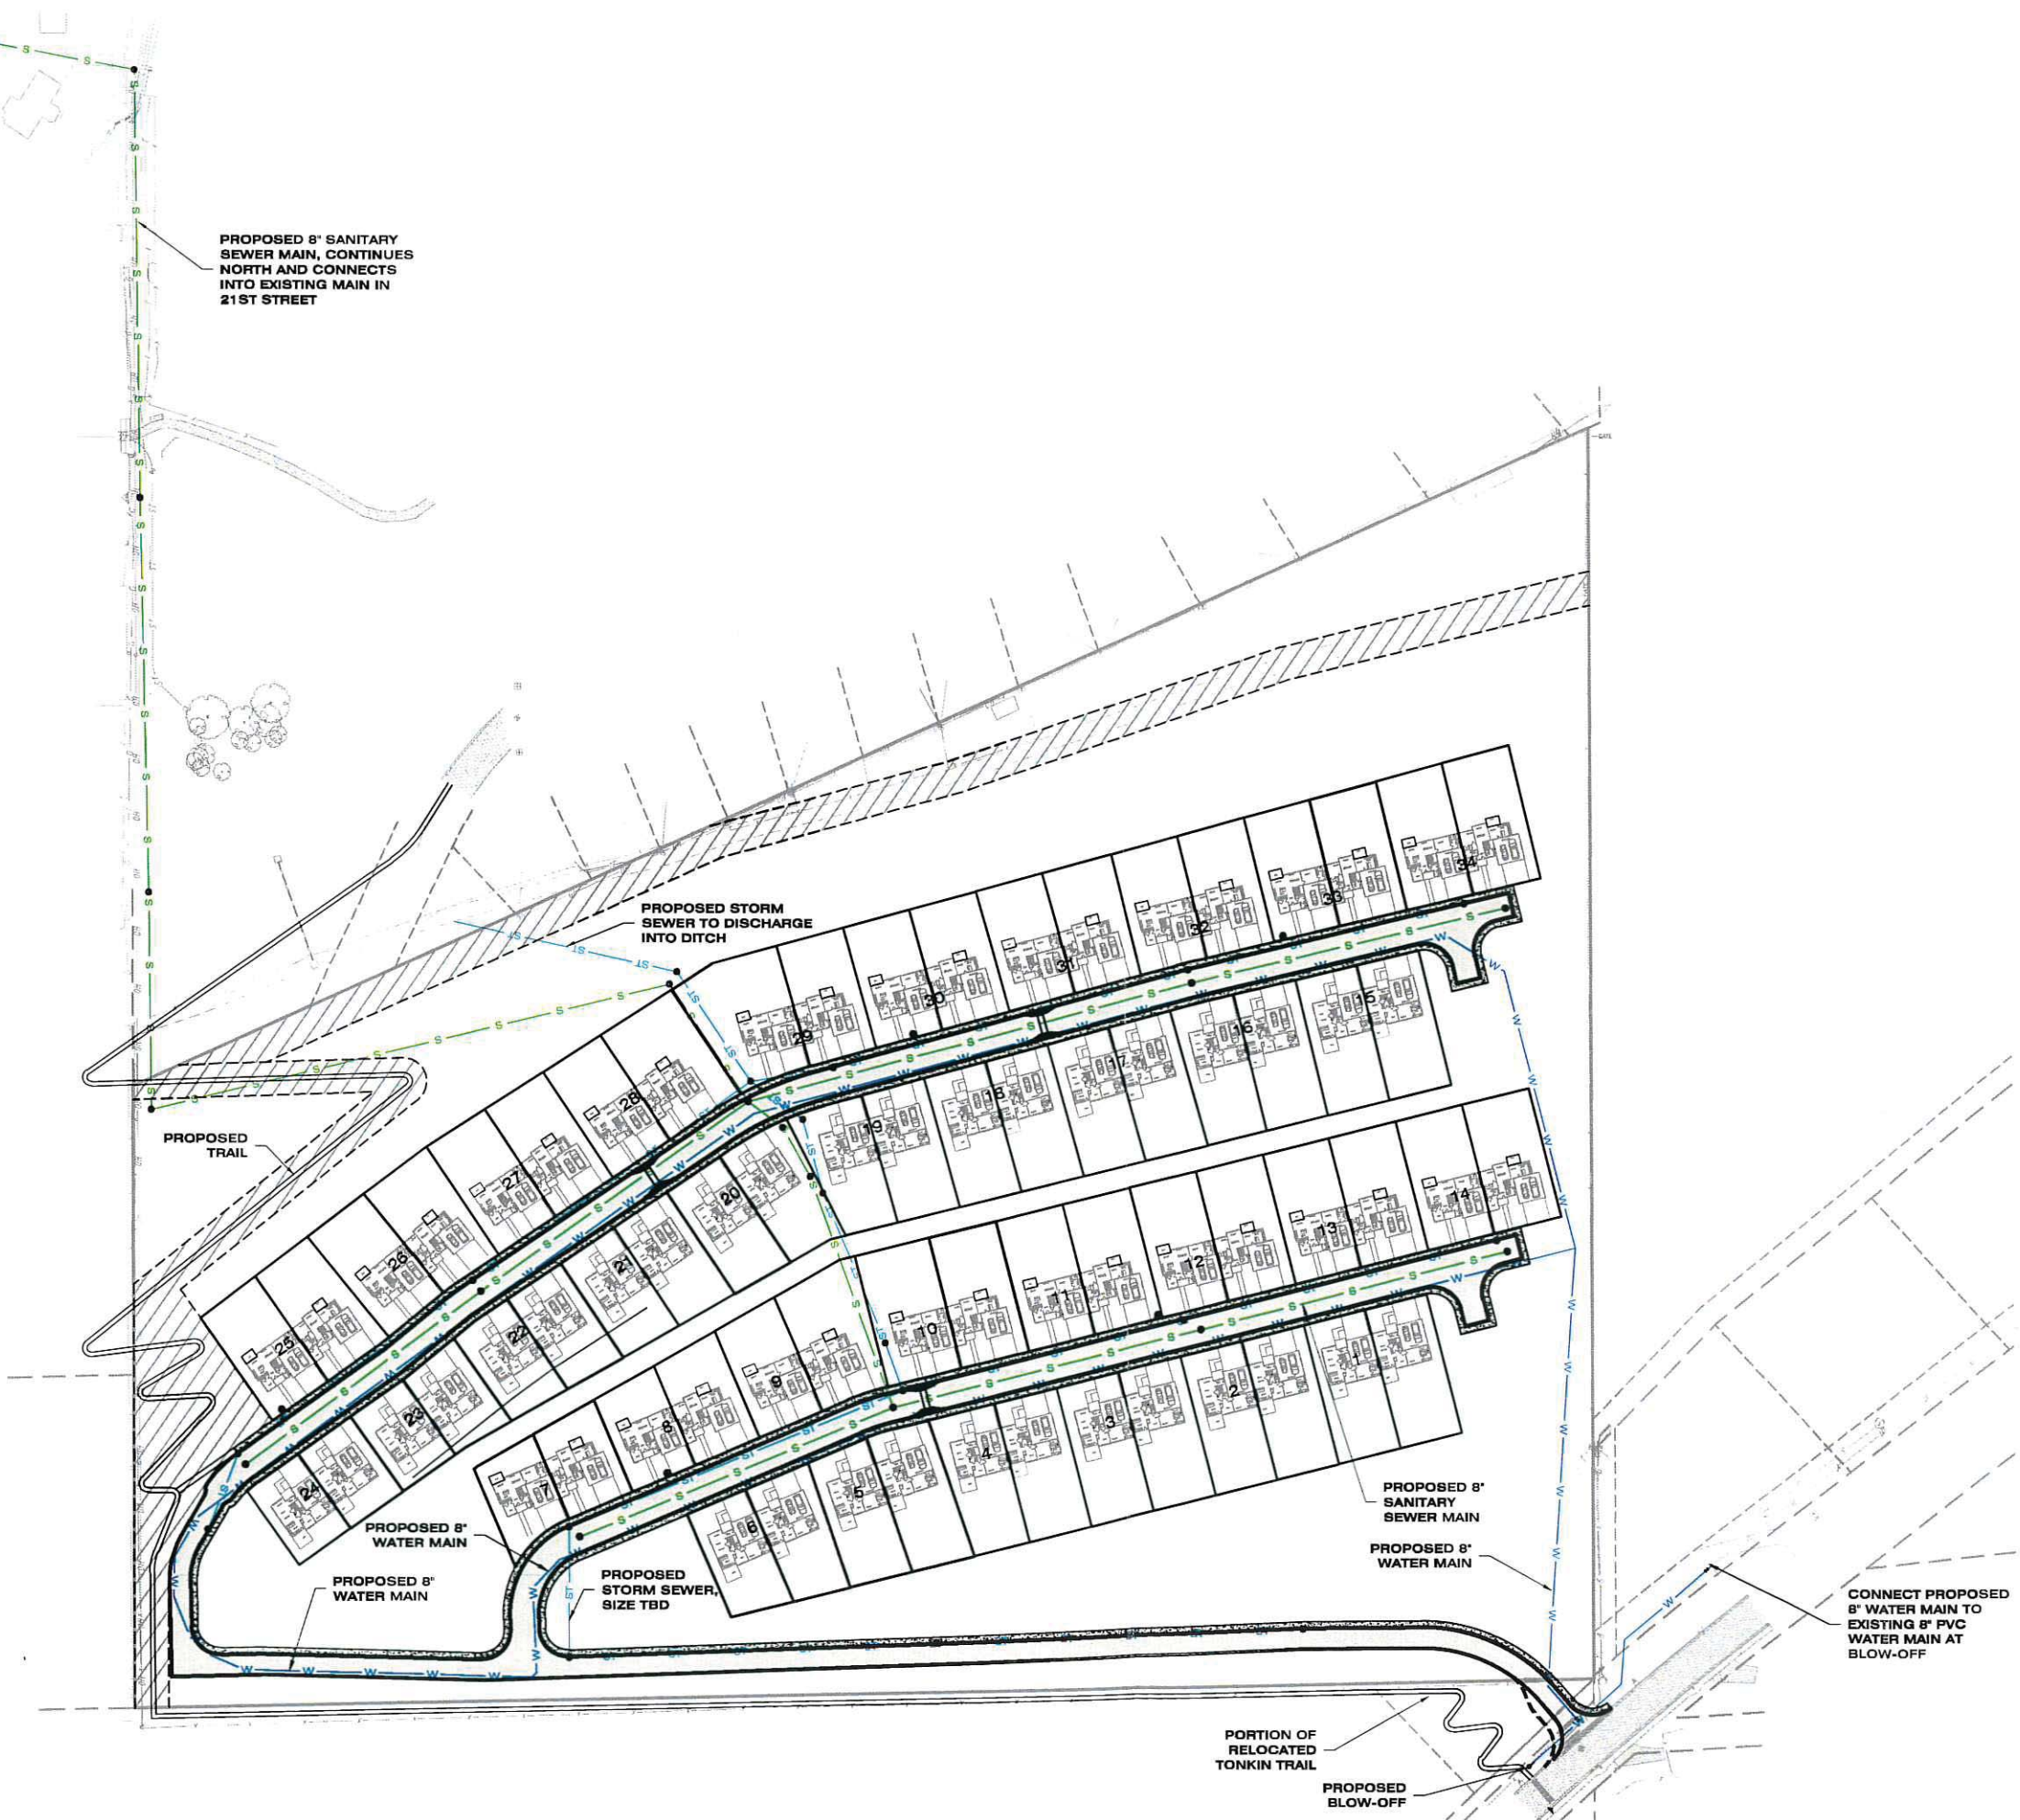 PROPOSED 8" SANITARY
SEWER MAIN, CONTINUES
NORTH AND CONNECTS
INTO EXISTING MAIN IN
21ST STREET
GATE
PROPOSED STORM
SEWER TO DISCHARGE
INTO DITCH
PROPOSED
TRAIL
34
33
32
31
30
29
28
27
26
25
15
16
17
18
19
20
21
22
23
24
14
13
12
11
10
9
8
7
1
2
3
4
5
6
PROPOSED 8"
WATER MAIN
PROPOSED 8"
WATER MAIN
PROPOSED
STORM SEWER,
SIZE TBD
PROPOSED 8"
SANITARY
SEWER MAIN
PROPOSED 8"
WATER MAIN
CONNECT PROPOSED
8" WATER MAIN TO
EXISTING 8" PVC
WATER MAIN AT
BLOW-OFF
PORTION OF
RELOCATED
TONKIN TRAIL
PROPOSED
BLOW-OFF